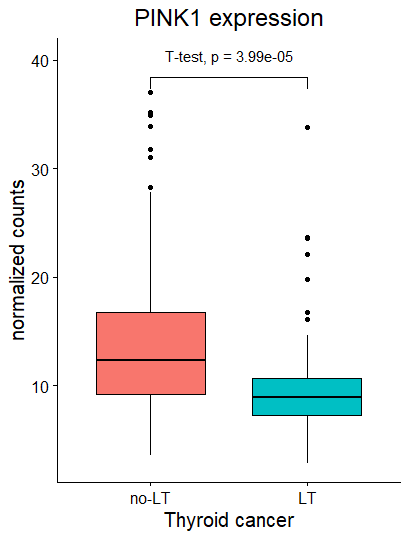 PINK1 expression
T-test, p = 3.99e-05
40
30
20
10
normalized counts
no-LT
LT
Thyroid cancer